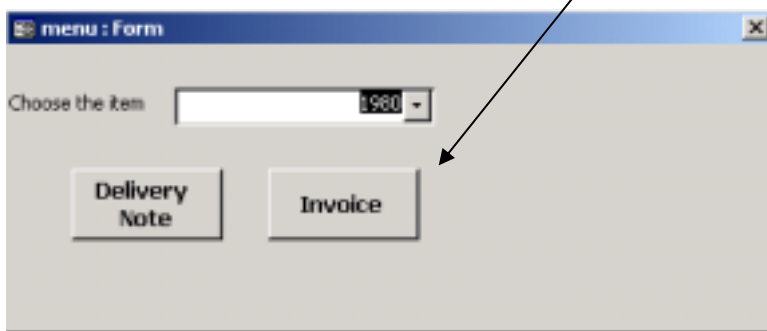 menu : Form
Choose the item 1980
Delivery
Note
Invoice